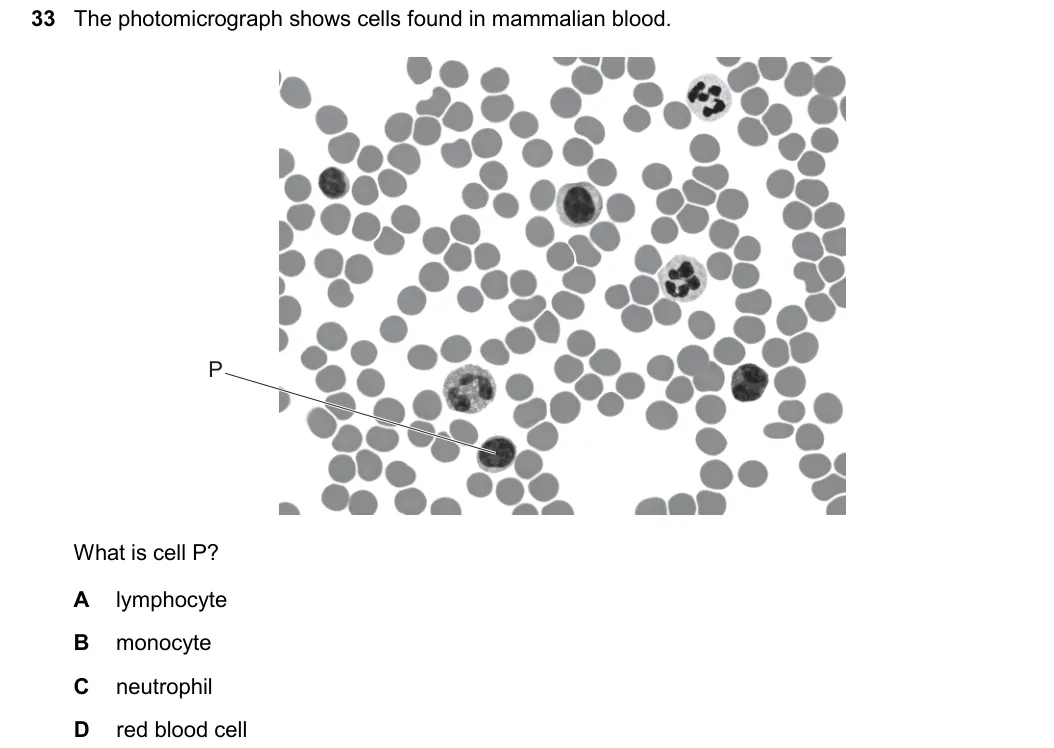 33 The photomicrograph shows cells found in mammalian blood.
P
What is cell P?
A lymphocyte
B monocyte
C neutrophil
D red blood cell